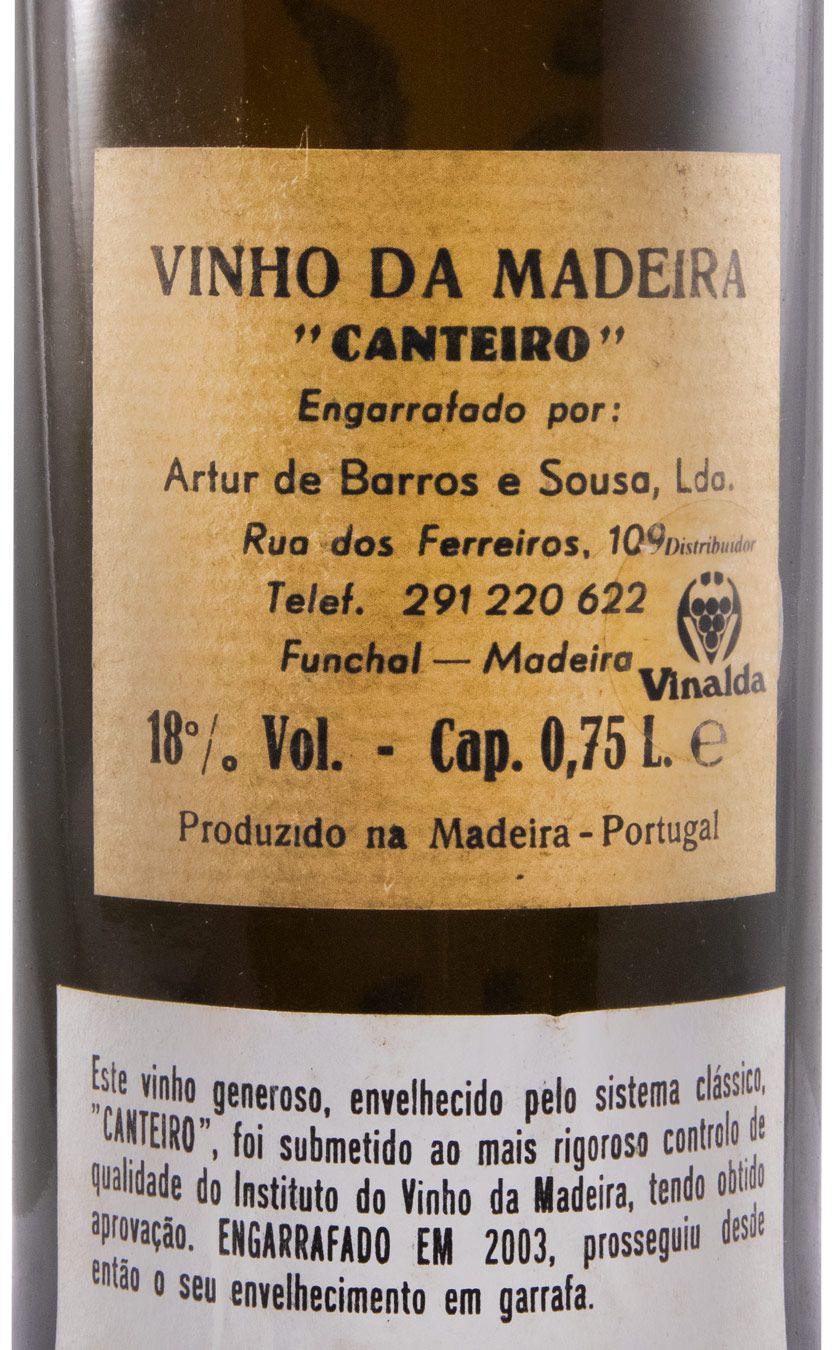 VINHO DA MADEIRA
"CANTEIRO"
Engarrafado por:
Artur de Barros e Sousa, Lda.
Rua dos Ferreiros, 109
Distribuidor
Telef. 291 220 622
Funchal — Madeira
Vinalda
18% Vol. - Cap. 0,75 L. e
Produzido na Madeira - Portugal
Este vinho generoso, envelhecido pelo sistema clássico,
"CANTEIRO", foi submetido ao mais rigoroso controlo de
qualidade do Instituto do Vinho da Madeira, tendo obtido
aprovação. ENGARRAFADO EM 2003, prosseguiu desde
então o seu envelhecimento em garrafa.